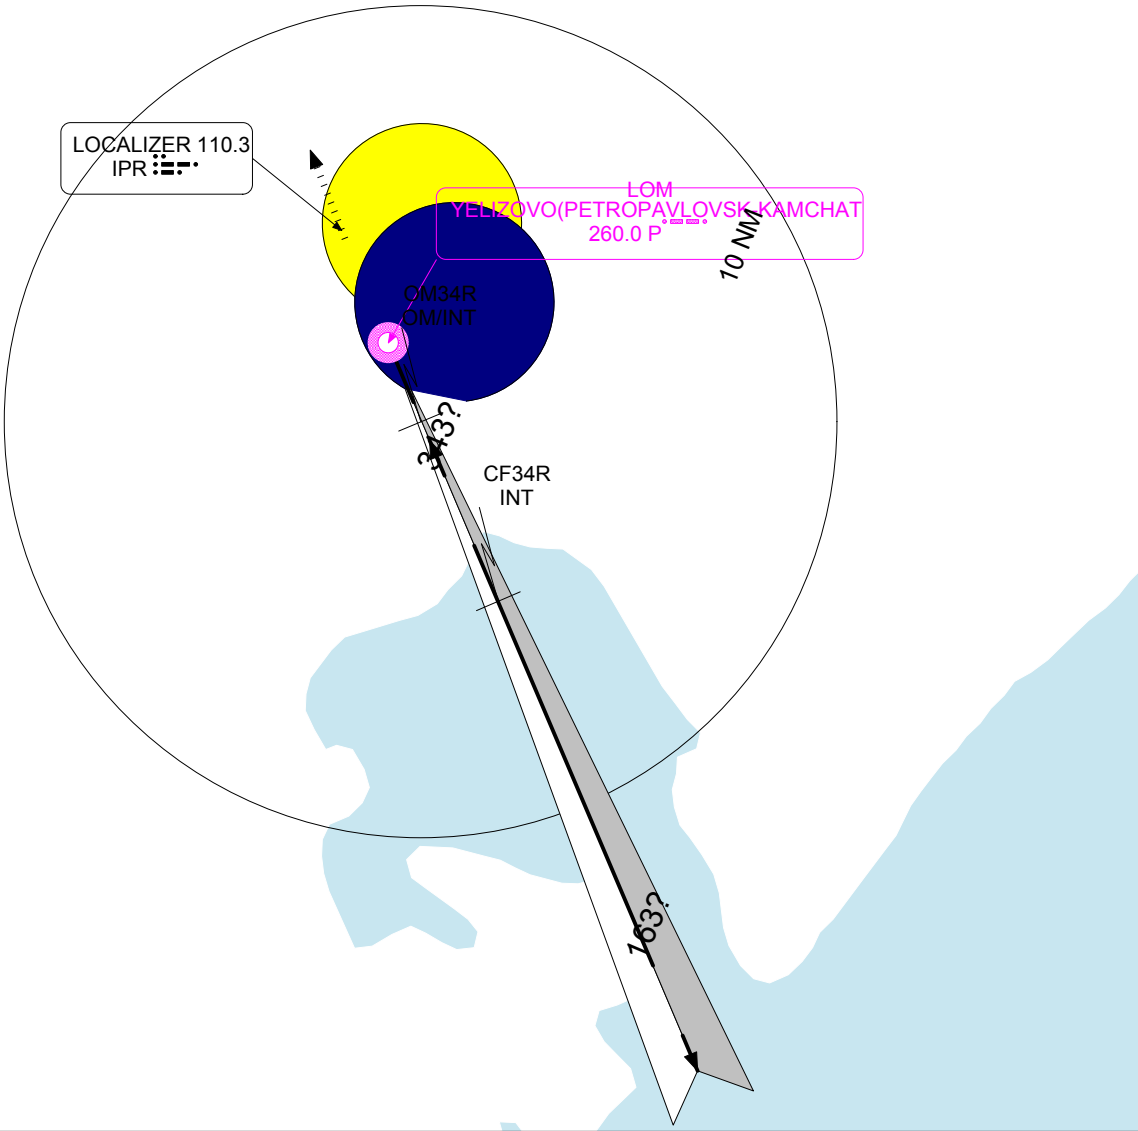 LOCALIZER 110.3
IPR
LOM
YELIZOVO(PETROPAVLOVSK-KAMCHAT
260.0 P
10 NM
OM34R
OM/INT
343?
CF34R
INT
163?